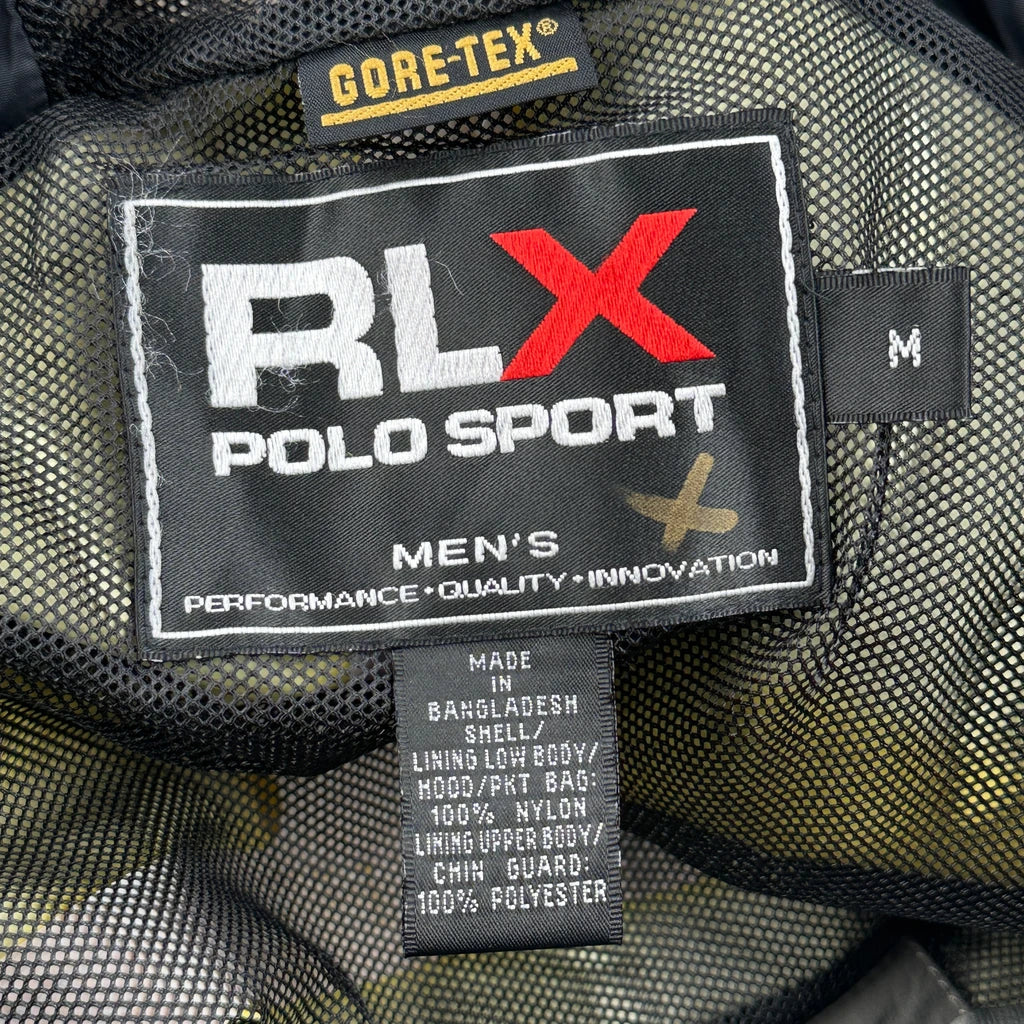 GORE-TEX®
RLX
POLO SPORT
M
MEN'S
PERFORMANCE • QUALITY • INNOVATION
MADE
IN
BANGLADESH
SHELL/
LINING LOW BODY/
HOOD/PKT BAG:
100% NYLON
LINING UPPER BODY/
CHIN GUARD:
100% POLYESTER